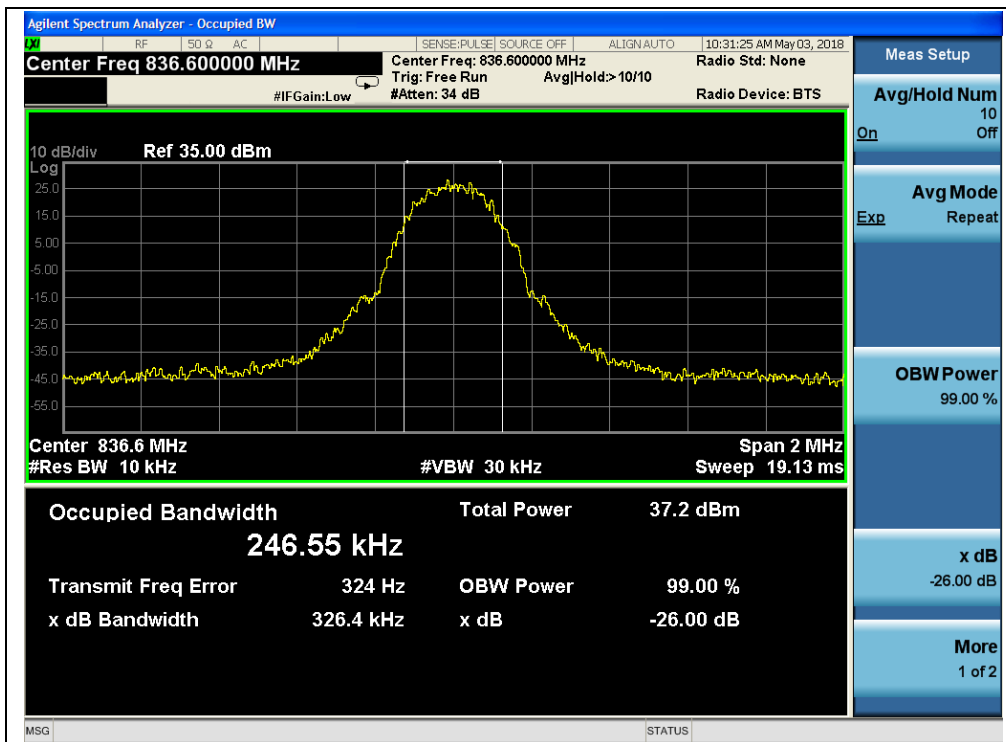 Agilent Spectrum Analyzer - Occupied BW
LXI RF 50 Ω AC SENSE:PULSE SOURCE OFF ALIGN AUTO 10:31:25 AM May 03, 2018
Center Freq 836.600000 MHz
Center Freq: 836.600000 MHz
Radio Std: None
Trig: Free Run Avg|Hold:>10/10
#IFGain:Low
#Atten: 34 dB
Radio Device: BTS
10 dB/div Ref 35.00 dBm
Log
25.0
15.0
5.00
-5.00
-15.0
-25.0
-35.0
-45.0
-55.0
Center 836.6 MHz Span 2 MHz
#Res BW 10 kHz #VBW 30 kHz Sweep 19.13 ms
Occupied Bandwidth Total Power 37.2 dBm
246.55 kHz
Transmit Freq Error 324 Hz OBW Power 99.00 %
x dB Bandwidth 326.4 kHz x dB -26.00 dB
Meas Setup
Avg/Hold Num
10
On Off
Avg Mode
Exp Repeat
OBW Power
99.00 %
x dB
-26.00 dB
More
1 of 2
MSG STATUS